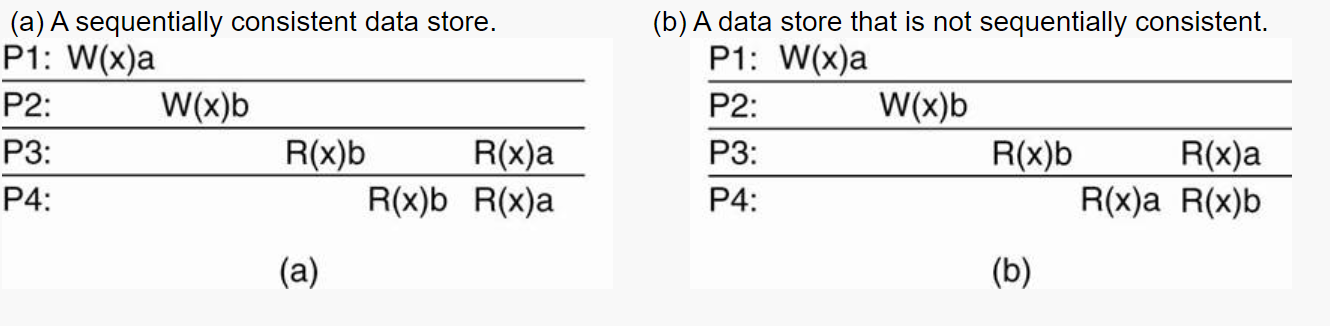 (a) A sequentially consistent data store.
P1: W(x)a
P2: W(x)b
P3: R(x)b R(x)a
P4: R(x)b R(x)a
(a)
(b) A data store that is not sequentially consistent.
P1: W(x)a
P2: W(x)b
P3: R(x)b R(x)a
P4: R(x)a R(x)b
(b)